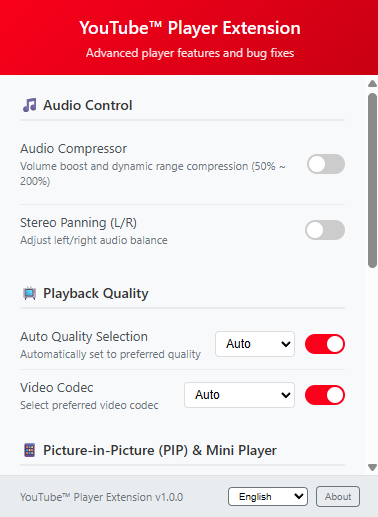 YouTube™ Player Extension
Advanced player features and bug fixes
Audio Control
Audio Compressor
Volume boost and dynamic range compression (50% ~
200%)
Stereo Panning (L/R)
Adjust left/right audio balance
Playback Quality
Auto Quality Selection
Automatically set to preferred quality
Auto
Video Codec
Select preferred video codec
Auto
Picture-in-Picture (PIP) & Mini Player
YouTube™ Player Extension v1.0.0
English
About